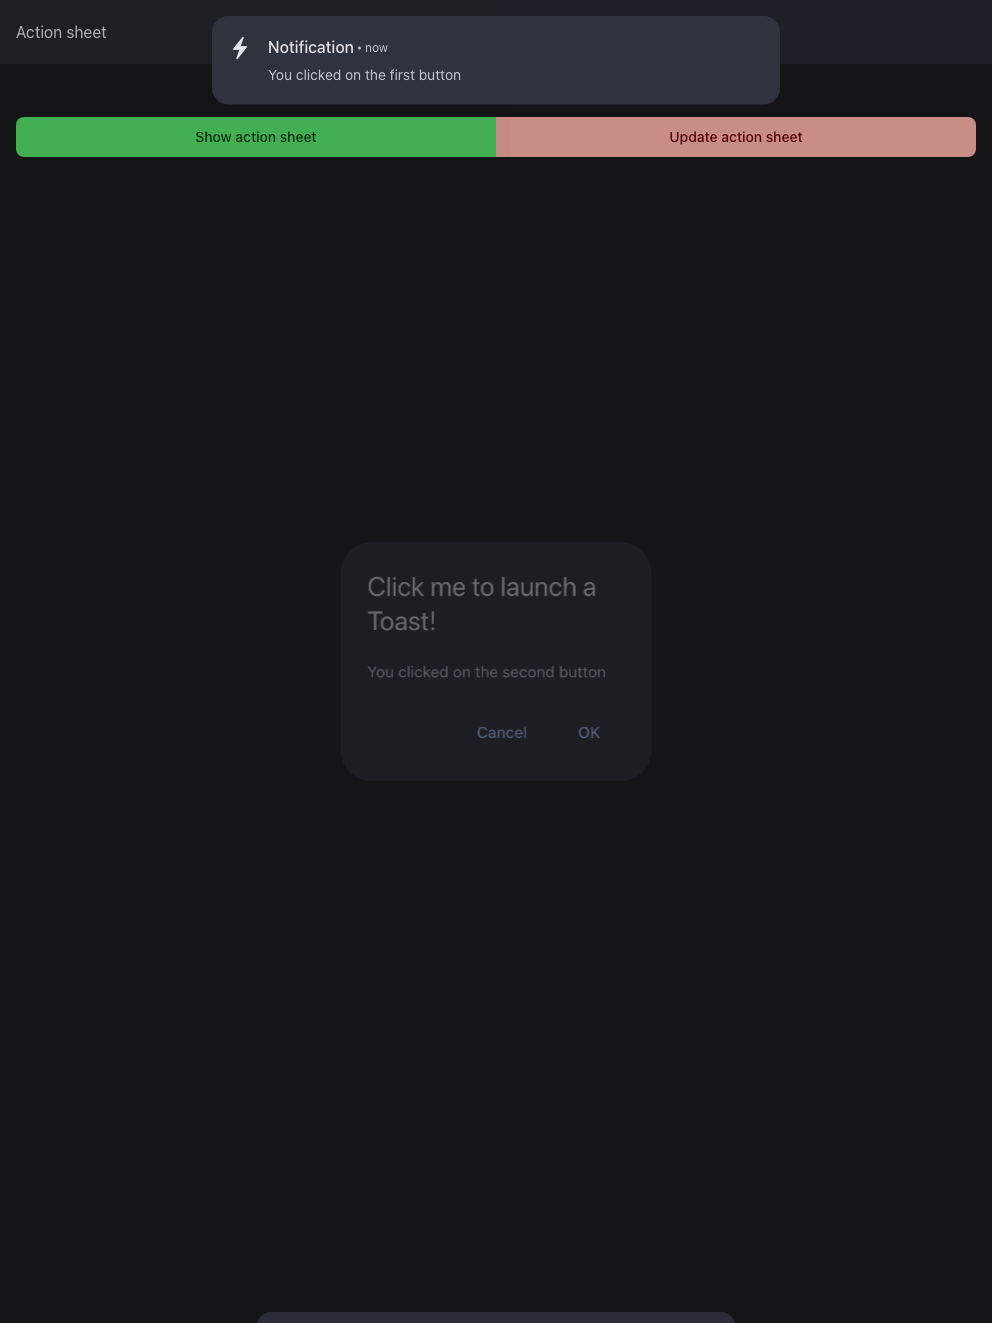 Action sheet
Notification • now
You clicked on the first button
Show action sheet
Update action sheet
Click me to launch a
Toast!
You clicked on the second button
Cancel
OK